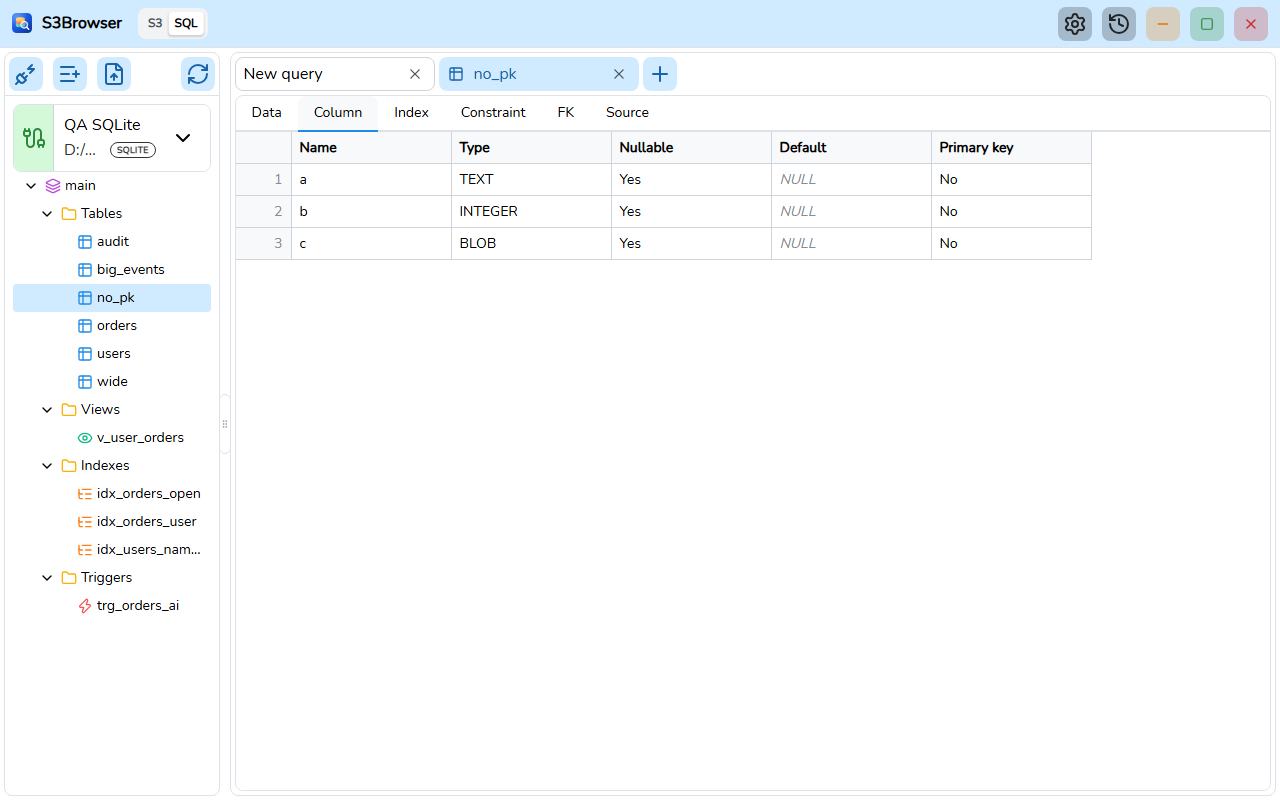 S3Browser S3 SQL
New query no_pk
QA SQLite
D:/... SQLITE
main
Tables
audit
big_events
no_pk
orders
users
wide
Views
v_user_orders
Indexes
idx_orders_open
idx_orders_user
idx_users_nam...
Triggers
trg_orders_ai
Data Column Index Constraint FK Source
Name Type Nullable Default Primary key
1 a TEXT Yes NULL No
2 b INTEGER Yes NULL No
3 c BLOB Yes NULL No